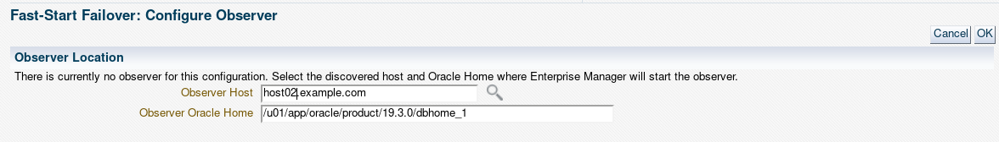 Fast-Start Failover: Configure Observer
Cancel OK
Observer Location
There is currently no observer for this configuration. Select the discovered host and Oracle Home where Enterprise Manager will start the observer.
Observer Host host02.example.com
Observer Oracle Home /u01/app/oracle/product/19.3.0/dbhome_1